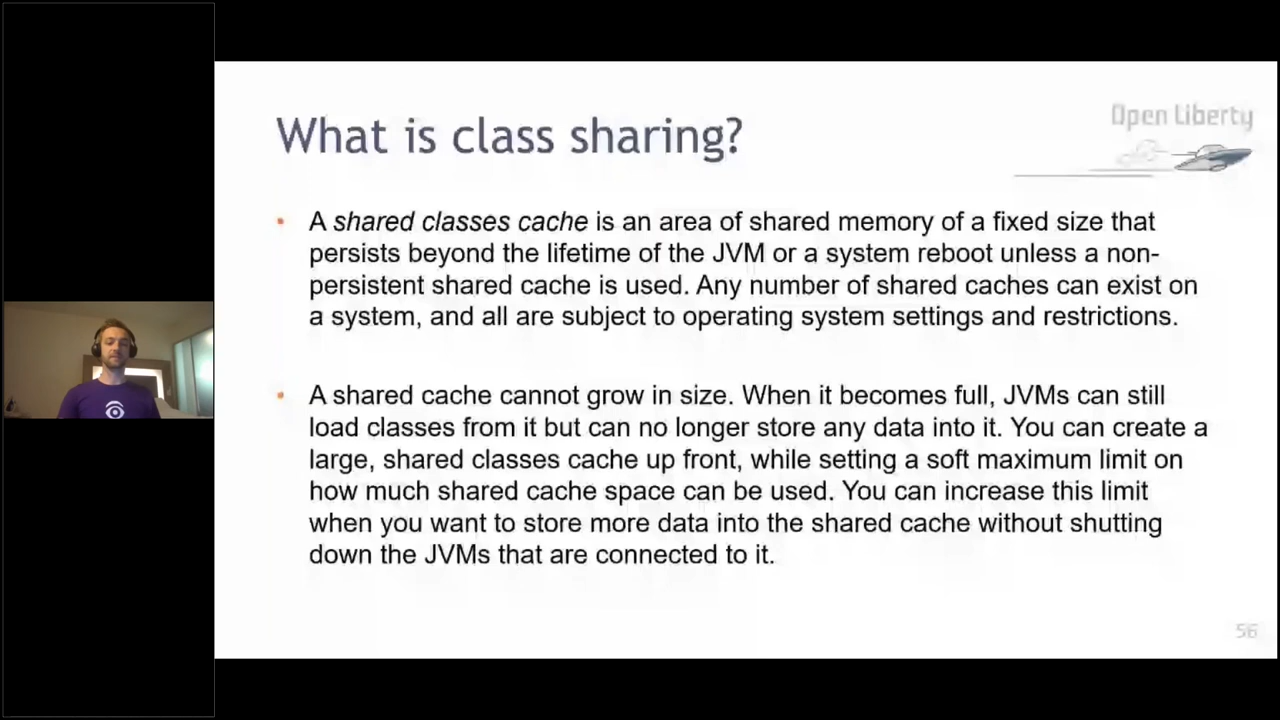 What is class sharing?
Open Liberty
• A shared classes cache is an area of shared memory of a fixed size that
persists beyond the lifetime of the JVM or a system reboot unless a non-
persistent shared cache is used. Any number of shared caches can exist on
a system, and all are subject to operating system settings and restrictions.
• A shared cache cannot grow in size. When it becomes full, JVMs can still
load classes from it but can no longer store any data into it. You can create a
large, shared classes cache up front, while setting a soft maximum limit on
how much shared cache space can be used. You can increase this limit
when you want to store more data into the shared cache without shutting
down the JVMs that are connected to it.
56